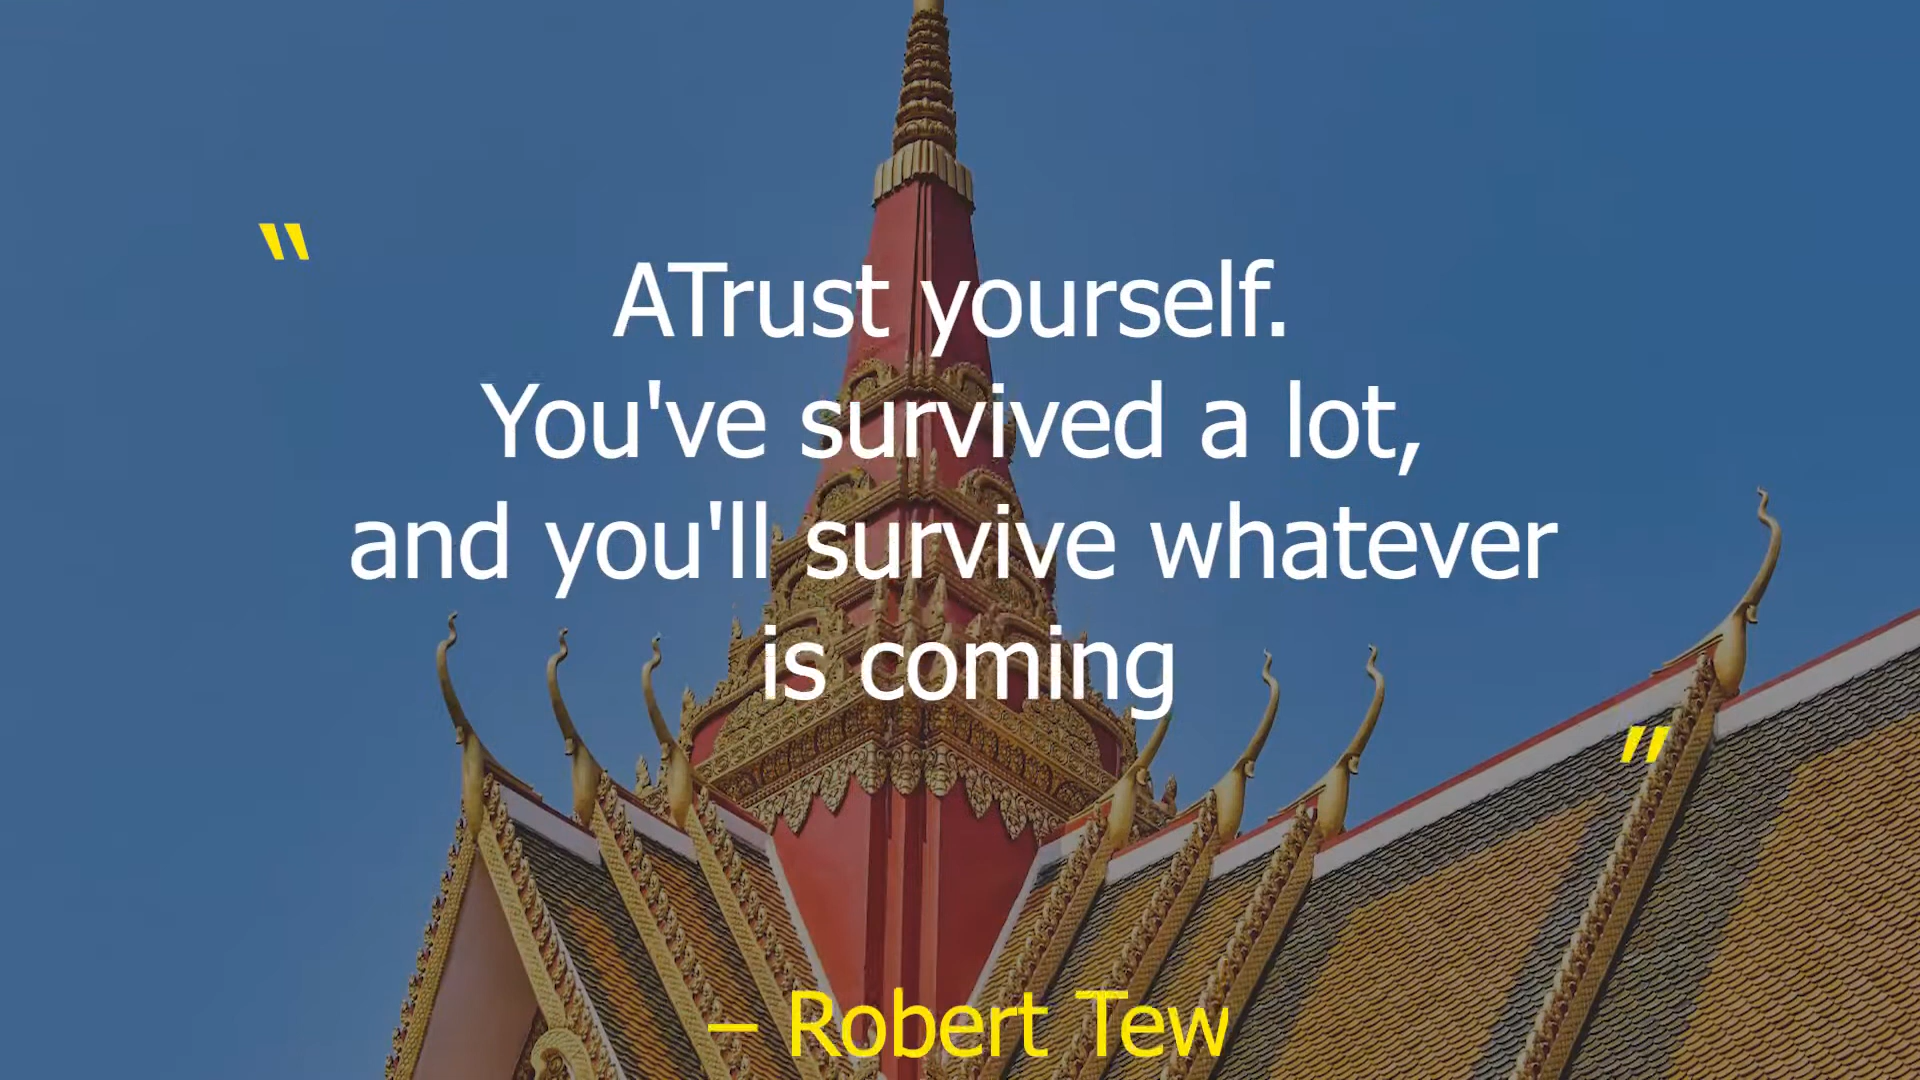 “
ATrust yourself.
You've survived a lot,
and you'll survive whatever
is coming
”
– Robert Tew